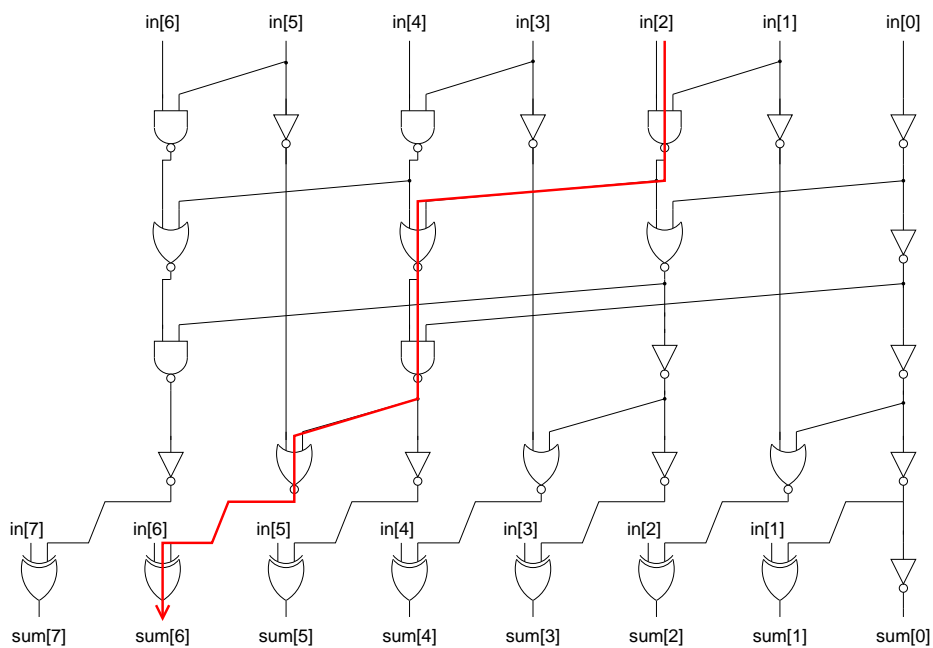 in[6] in[5] in[4] in[3] in[2] in[1] in[0]
in[7] in[6] in[5] in[4] in[3] in[2] in[1]
sum[7] sum[6] sum[5] sum[4] sum[3] sum[2] sum[1] sum[0]